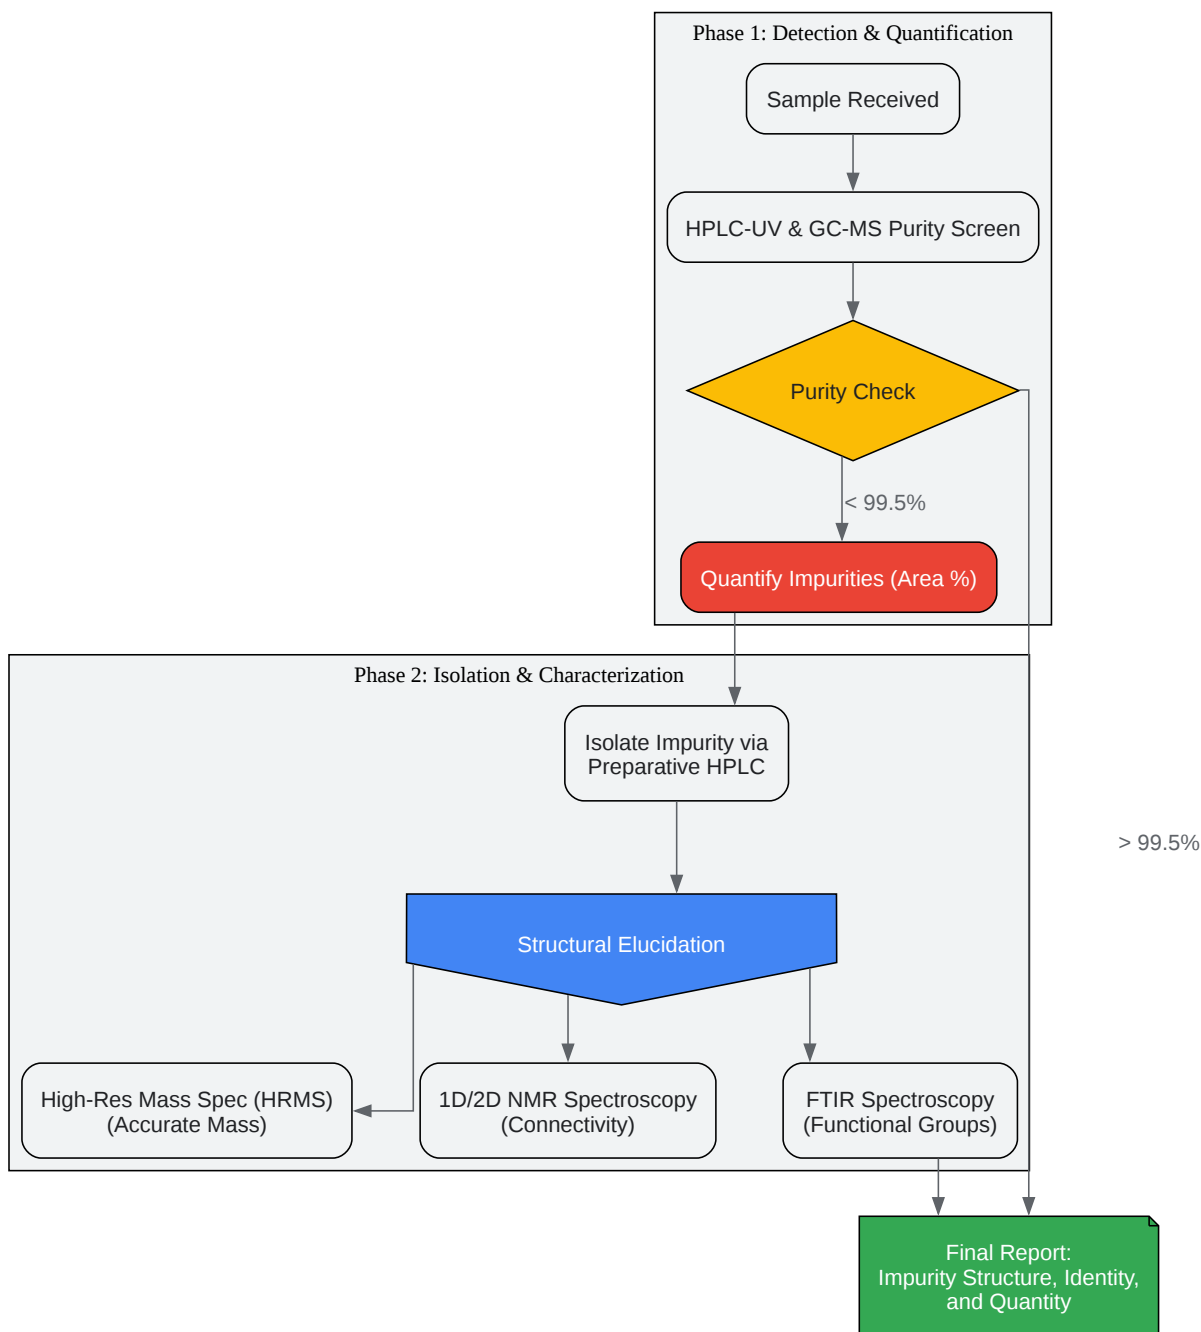 Phase 1: Detection & Quantification
Sample Received
HPLC-UV & GC-MS Purity Screen
Purity Check
< 99.5%
Quantify Impurities (Area %)
Phase 2: Isolation & Characterization
Isolate Impurity via
Preparative HPLC
> 99.5%
Structural Elucidation
High-Res Mass Spec (HRMS)
(Accurate Mass)
1D/2D NMR Spectroscopy
(Connectivity)
FTIR Spectroscopy
(Functional Groups)
Final Report:
Impurity Structure, Identity,
and Quantity